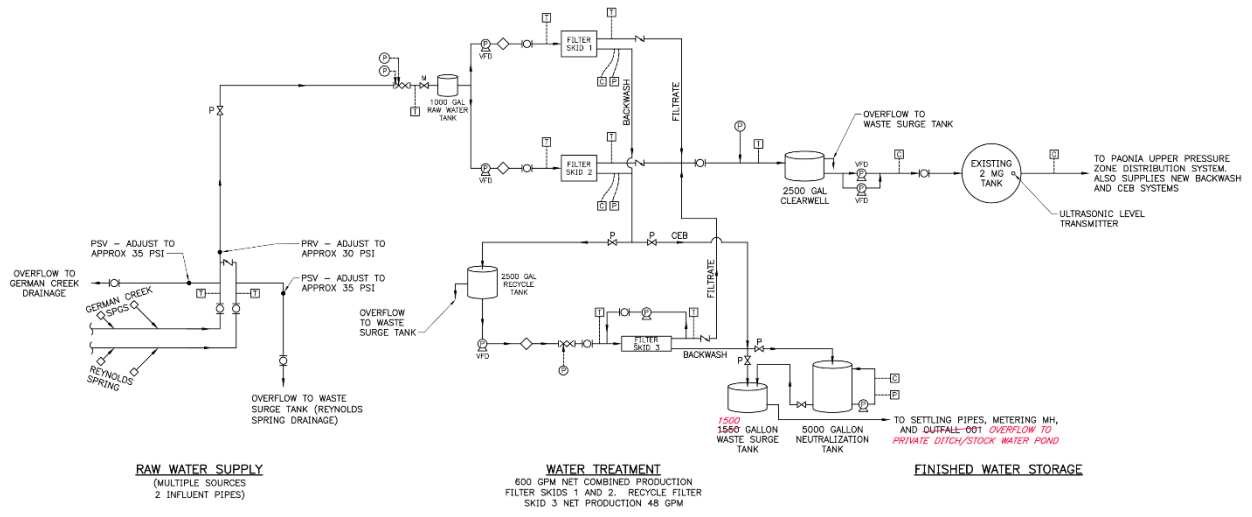 T
T
P
P
M
P
VFD
FILTER
SKID 1
C
P
1000 GAL
RAW WATER
TANK
T
BACKWASH
FILTRATE
P
OVERFLOW TO
WASTE SURGE TANK
T
T
P
T
P
VFD
FILTER
SKID 2
C
P
2500 GAL
CLEARWELL
VFD
P
P
VFD
C
EXISTING
2 MG
TANK
C
TO PAONIA UPPER PRESSURE
ZONE DISTRIBUTION SYSTEM.
ALSO SUPPLIES NEW BACKWASH
AND CEB SYSTEMS
ULTRASONIC LEVEL
TRANSMITTER
PSV – ADJUST TO
APPROX 35 PSI
PRV – ADJUST TO
APPROX 30 PSI
PSV – ADJUST TO
APPROX 35 PSI
OVERFLOW TO
GERMAN CREEK
DRAINAGE
T
T
GERMAN CREEK
SPGS
REYNOLDS
SPRING
OVERFLOW TO WASTE
SURGE TANK (REYNOLDS
SPRING DRAINAGE)
P
P
CEB
2500 GAL
RECYCLE
TANK
OVERFLOW
TO WASTE
SURGE TANK
FILTRATE
P
VFD
P
T
P
T
FILTER
SKID 3
BACKWASH
P
P
C
P
P
1500
1550 GALLON
WASTE SURGE
TANK
5000 GALLON
NEUTRALIZATION
TANK
TO SETTLING PIPES, METERING MH,
AND OUTFALL 001 OVERFLOW TO
PRIVATE DITCH/STOCK WATER POND
RAW WATER SUPPLY
(MULTIPLE SOURCES
2 INFLUENT PIPES)
WATER TREATMENT
600 GPM NET COMBINED PRODUCTION
FILTER SKIDS 1 AND 2. RECYCLE FILTER
SKID 3 NET PRODUCTION 48 GPM
FINISHED WATER STORAGE